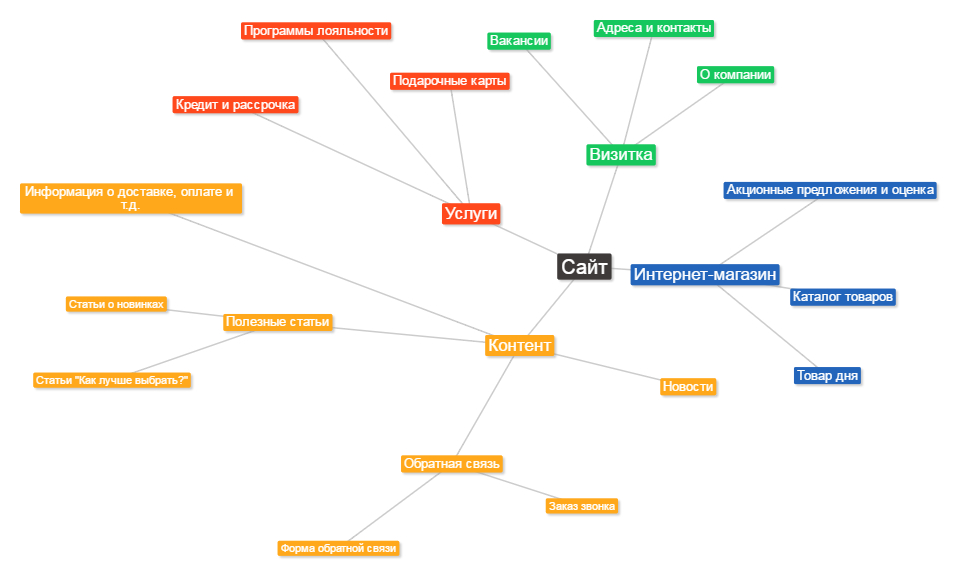 Программы лояльности
Вакансии
Адреса и контакты
О компании
Подарочные карты
Кредит и рассрочка
Визитка
Информация о доставке, оплате и
т.д.
Акционные предложения и оценка
Услуги
Сайт
Интернет-магазин
Каталог товаров
Статьи о новинках
Полезные статьи
Контент
Статьи "Как лучше выбрать?"
Новости
Товар дня
Обратная связь
Заказ звонка
Форма обратной связи